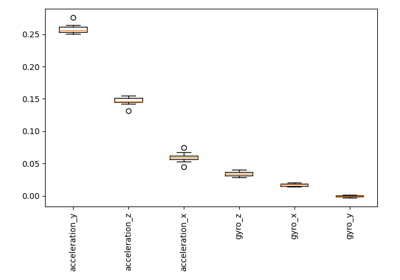 0.25
0.20
0.15
0.10
0.05
0.00
acceleration_y
acceleration_z
acceleration_x
gyro_z
gyro_x
gyro_y